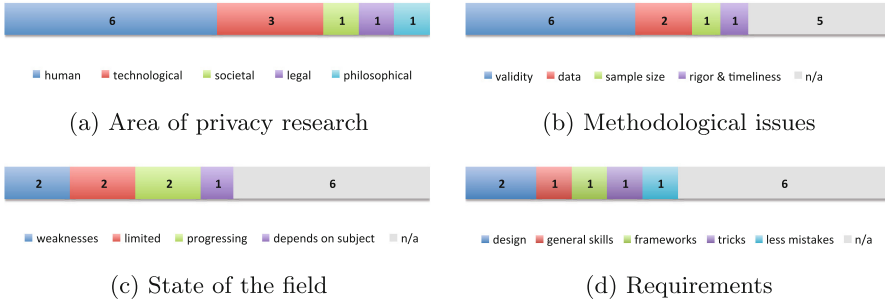 6 3 1 1 1
human technological societal legal philosophical
(a) Area of privacy research
6 2 1 1 5
validity data sample size rigor & timeliness n/a
(b) Methodological issues
2 2 2 1 6
weaknesses limited progressing depends on subject n/a
(c) State of the field
2 1 1 1 1 6
design general skills frameworks tricks less mistakes n/a
(d) Requirements